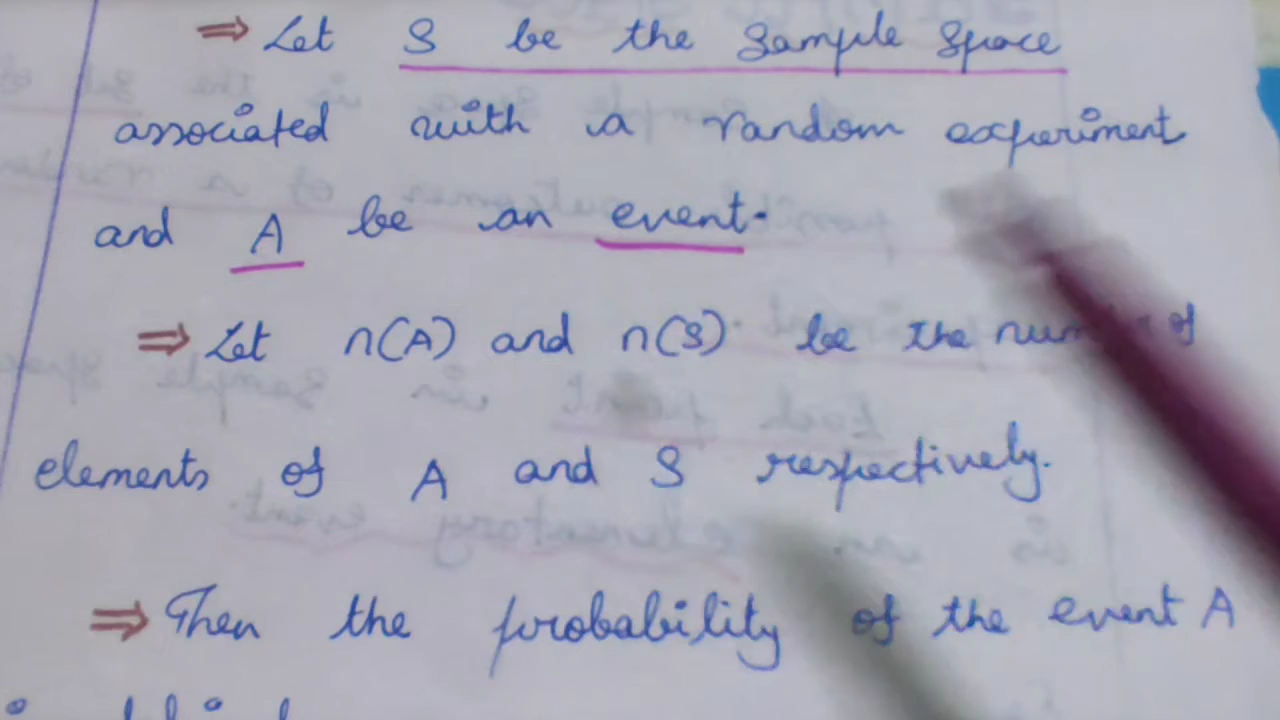 ⇒ Let S be the Sample Space
associated with a random experiment
and A be an event.
⇒ Let n(A) and n(S) be the of
elements of A and S respectively.
⇒ Then the probability of the event A